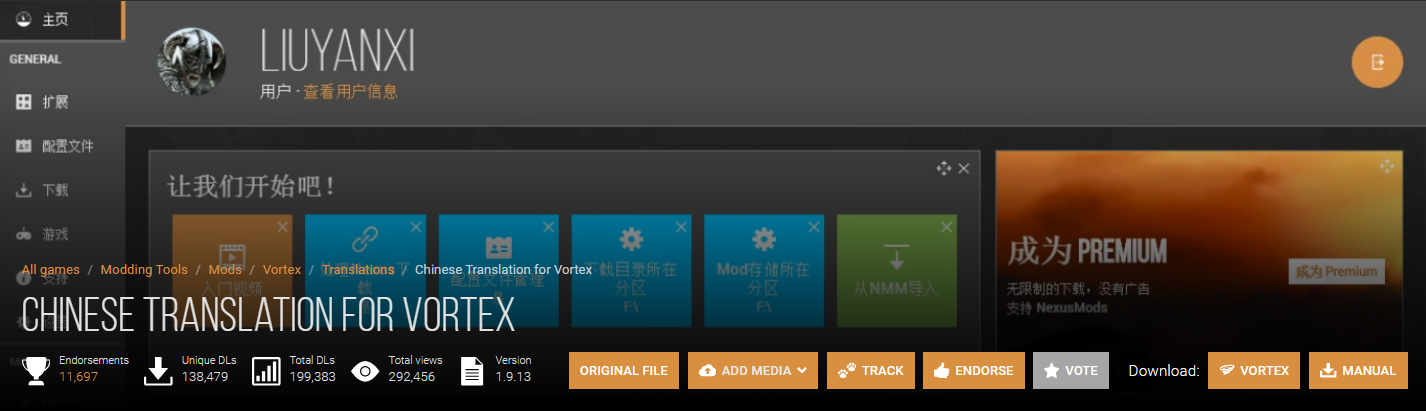 主页
LIUYANXI
GENERAL
用户 - 查看用户信息
扩展
配置文件
让我们开始吧！
下载
游戏
成为 PREMIUM
下载目录所在
Mod存储所在
All games / Modding Tools / Mods / Vortex / Translations / Chinese Translation for Vortex
支持
成为 Premium
入门视频
载
配置文件管理
分区
分区
从NMM导入
无限制的下载，没有广告
F:\
F:\
支持 NexusMods
CHINESE TRANSLATION FOR VORTEX
Endorsements
11,697
Unique DLs
138,479
Total DLs
199,383
Total views
292,456
Version
1.9.13
ORIGINAL FILE
ADD MEDIA
TRACK
ENDORSE
VOTE
Download:
VORTEX
MANUAL